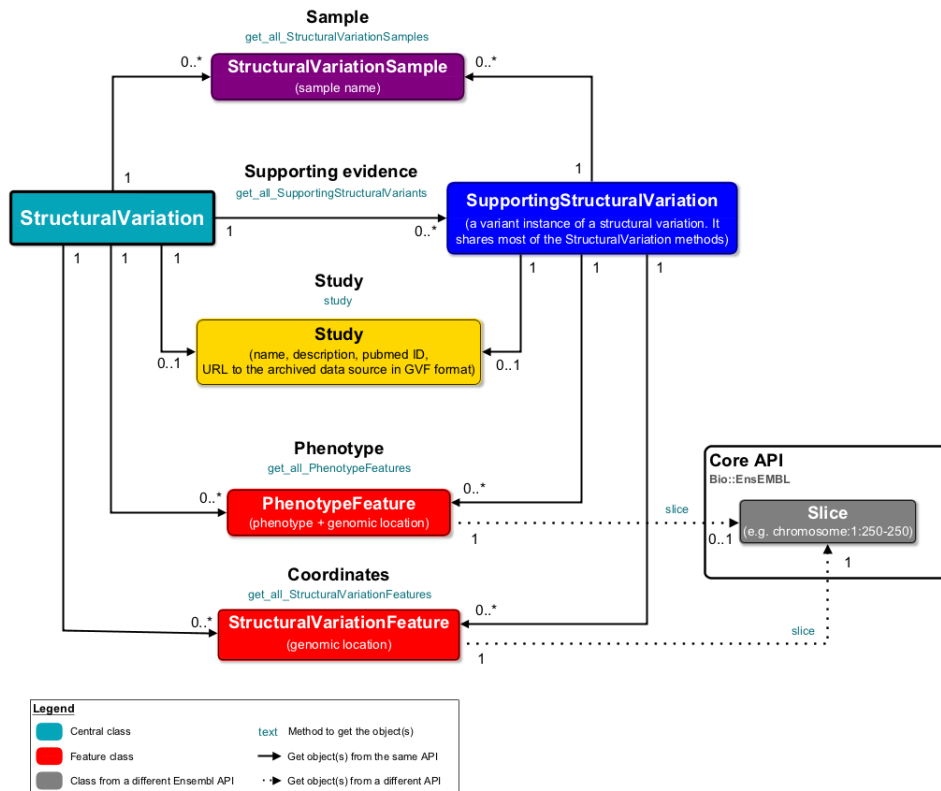 Sample
get_all_StructuralVariationSamples
0..*
StructuralVariationSample
(sample name)
0..*
1
1
Supporting evidence
get_all_SupportingStructuralVariants
StructuralVariation
1
0..*
SupportingStructuralVariation
(a variant instance of a structural variation. It
shares most of the StructuralVariation methods)
1
1
1
1
1
1
Study
study
Study
(name, description, pubmed ID,
URL to the archived data source in GVF format)
0..1
0..1
Phenotype
get_all_PhenotypeFeatures
0..*
PhenotypeFeature
(phenotype + genomic location)
0..*
1
slice
0..1
Core API
Bio::EnsEMBL
Slice
(e.g. chromosome:1:250-250)
1
Coordinates
get_all_StructuralVariationFeatures
0..*
StructuralVariationFeature
(genomic location)
0..*
1
slice
Legend
Central class
text Method to get the object(s)
Feature class
Get object(s) from the same API
Class from a different Ensembl API
Get object(s) from a different API